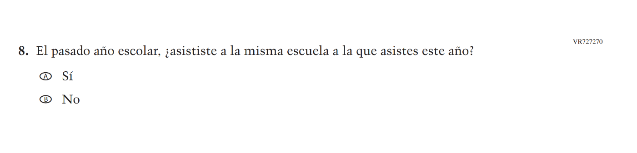 VR727270
8. El pasado año escolar, ¿asististe a la misma escuela a la que asistes este año?
A Sí
B No